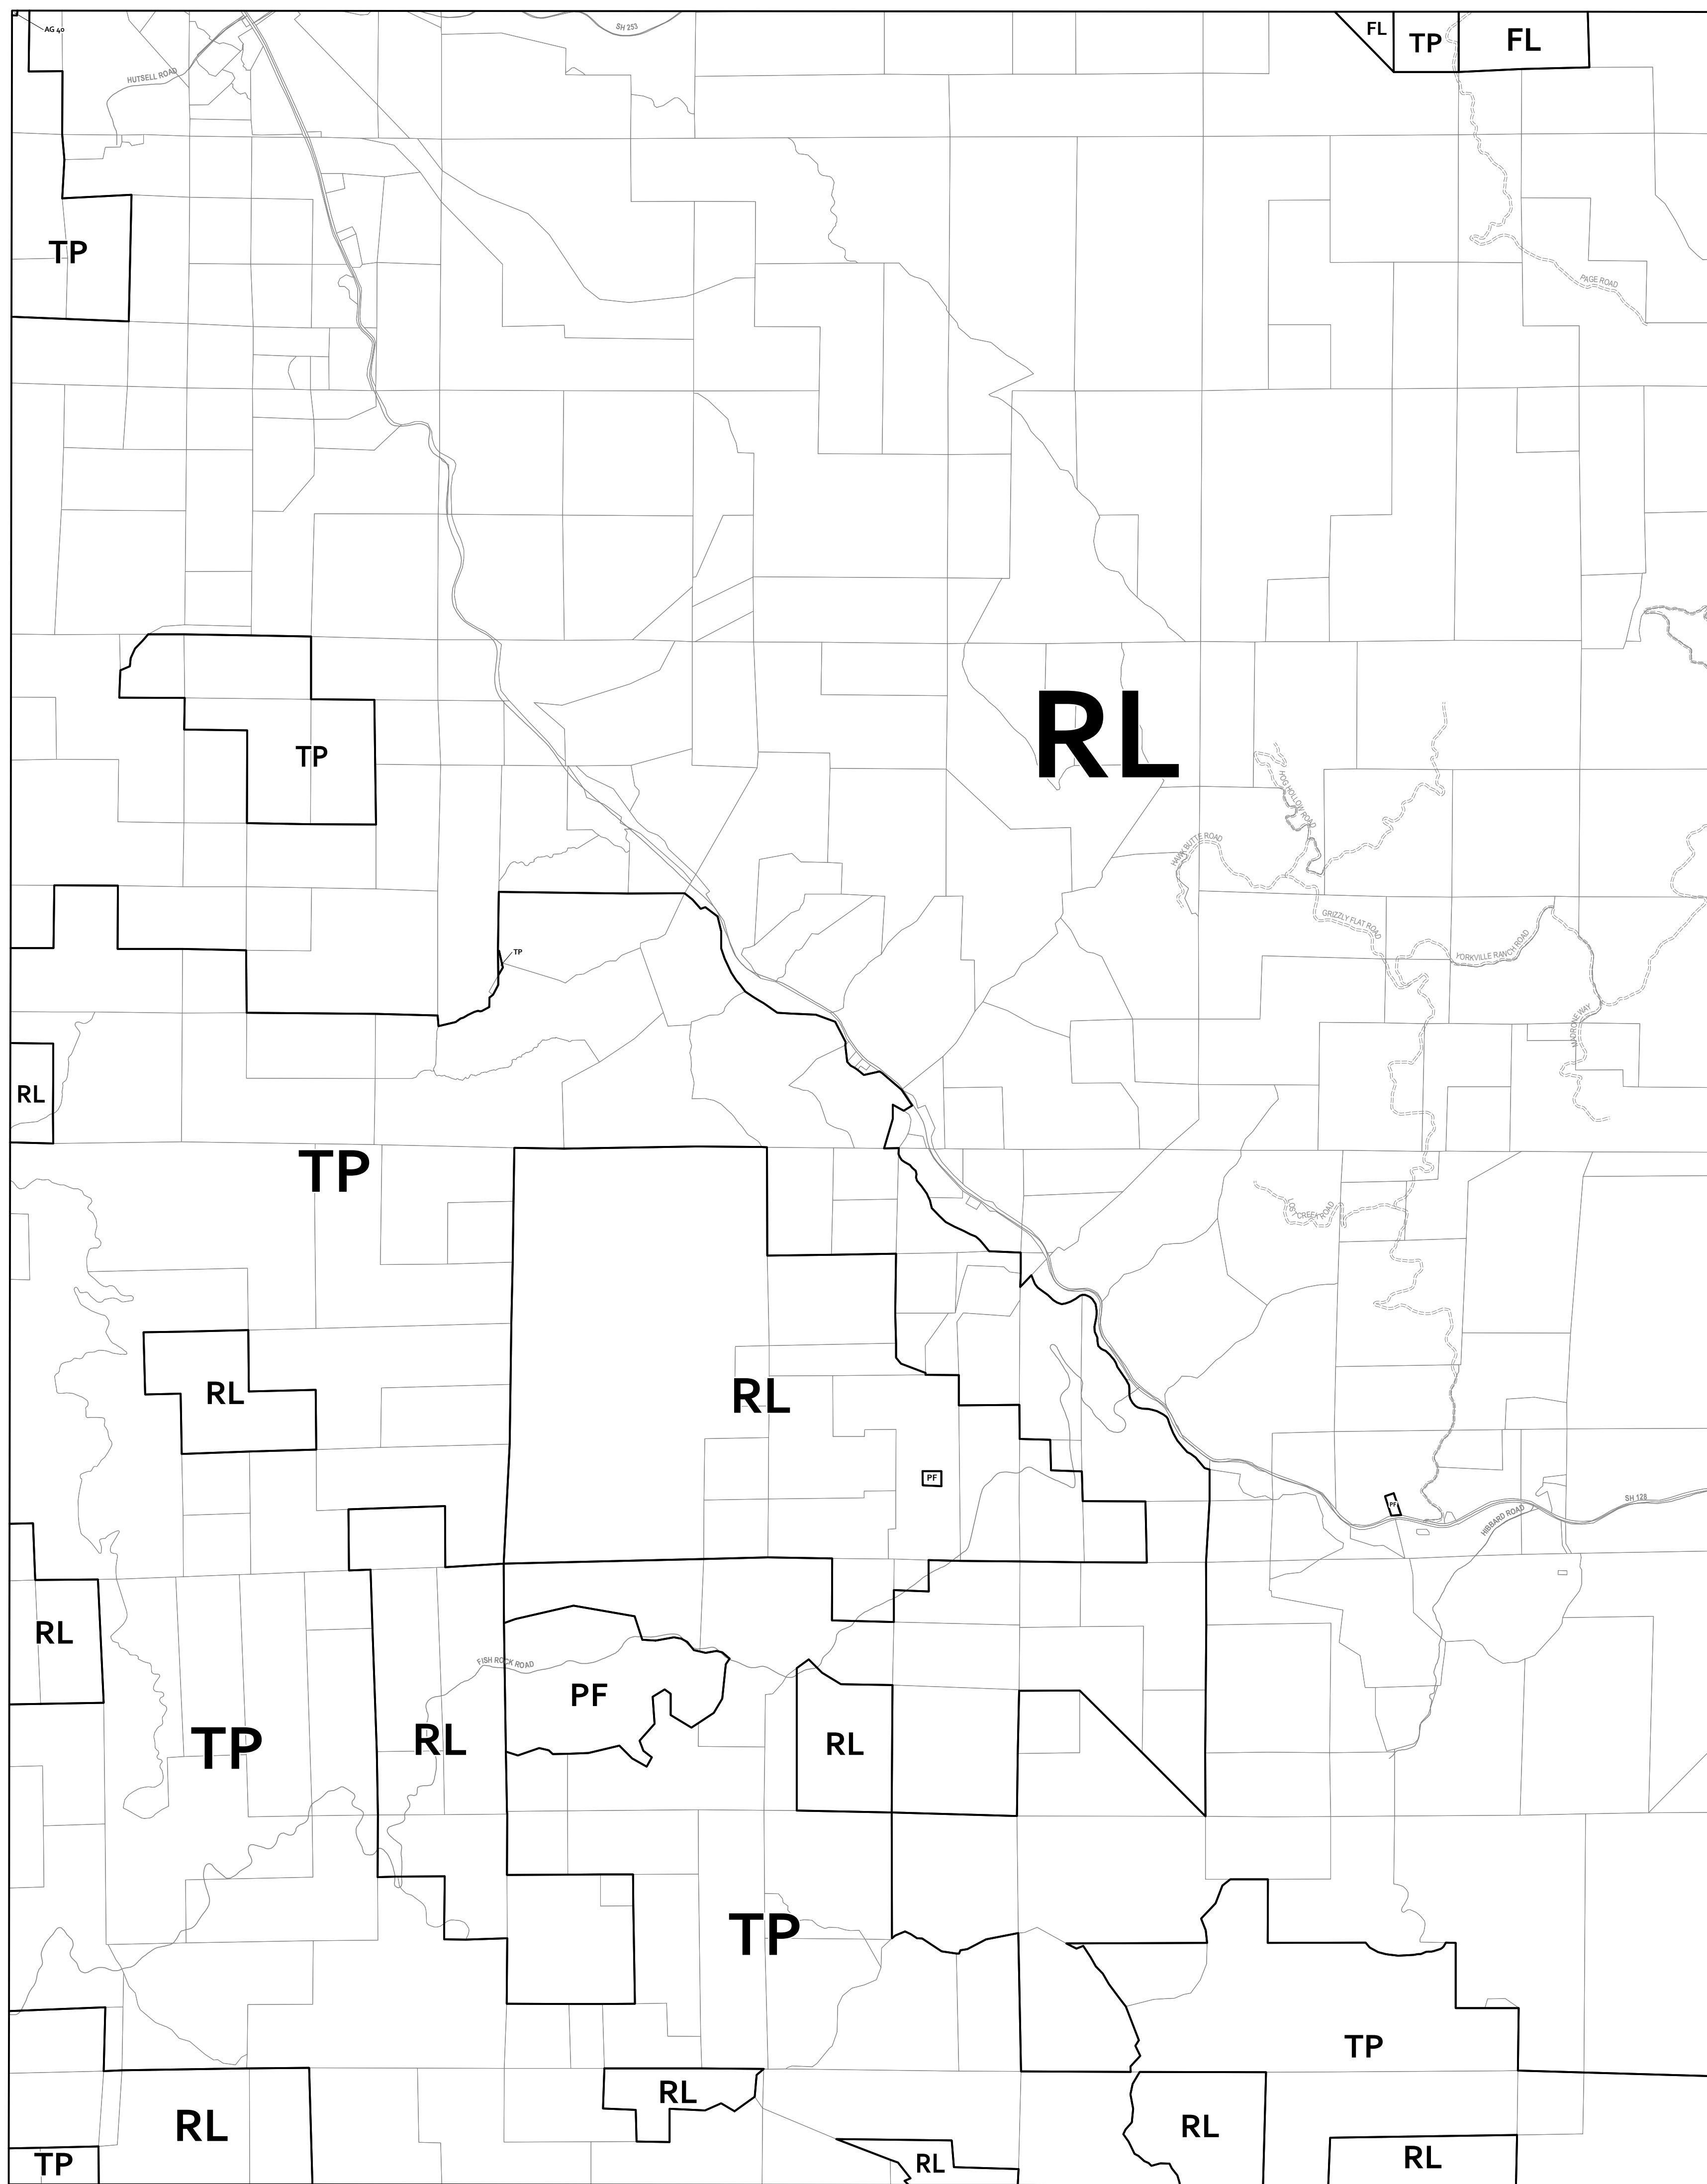 AG 40
SH 253
FL
TP
FL
HUTSELL ROAD
TP
PAGE ROAD
RL
TP
HOG HOLLOW ROAD
HAWK BUTTE ROAD
GRIZZLY FLAT ROAD
YORKVILLE RANCH ROAD
TP
MADRONE WAY
RL
TP
LOST CREEK ROAD
RL
RL
PF
PF
SH 128
HIBBARD ROAD
RL
FISH ROCK ROAD
PF
TP
RL
RL
TP
TP
RL
RL
RL
TP
RL
RL